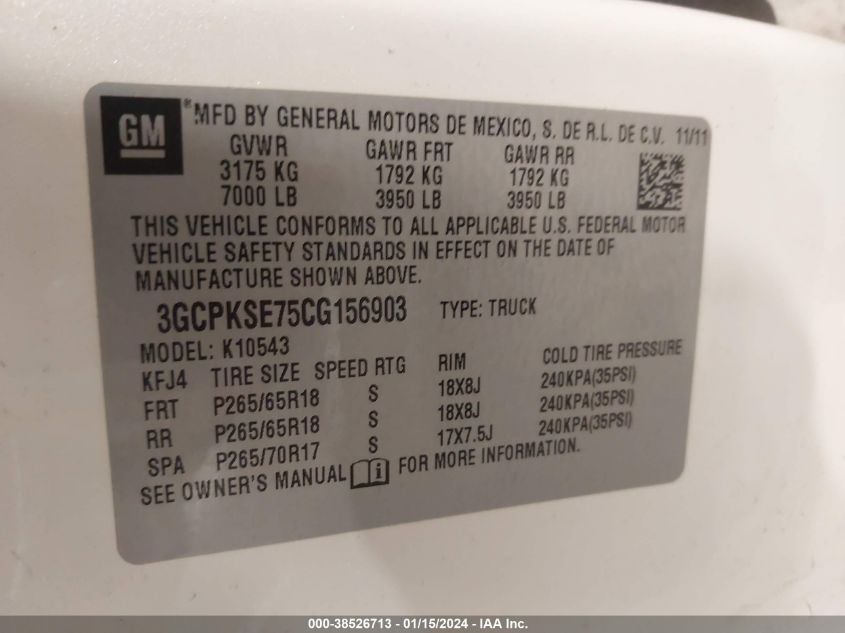 GM
*MFD BY GENERAL MOTORS DE MEXICO, S. DE R.L. DE C.V. 11/11
GVWR GAWR FRT GAWR RR
3175 KG 1792 KG 1792 KG
7000 LB 3950 LB 3950 LB
THIS VEHICLE CONFORMS TO ALL APPLICABLE U.S. FEDERAL MOTOR
VEHICLE SAFETY STANDARDS IN EFFECT ON THE DATE OF
MANUFACTURE SHOWN ABOVE.
3GCPKSE75CG156903 TYPE: TRUCK
MODEL: K10543
KFJ4 TIRE SIZE SPEED RTG RIM COLD TIRE PRESSURE
FRT P265/65R18 S 18X8J 240KPA(35PSI)
RR P265/65R18 S 18X8J 240KPA(35PSI)
SPA P265/70R17 S 17X7.5J 240KPA(35PSI)
SEE OWNER'S MANUAL i FOR MORE INFORMATION.
000-38526713 - 01/15/2024 - IAA Inc.